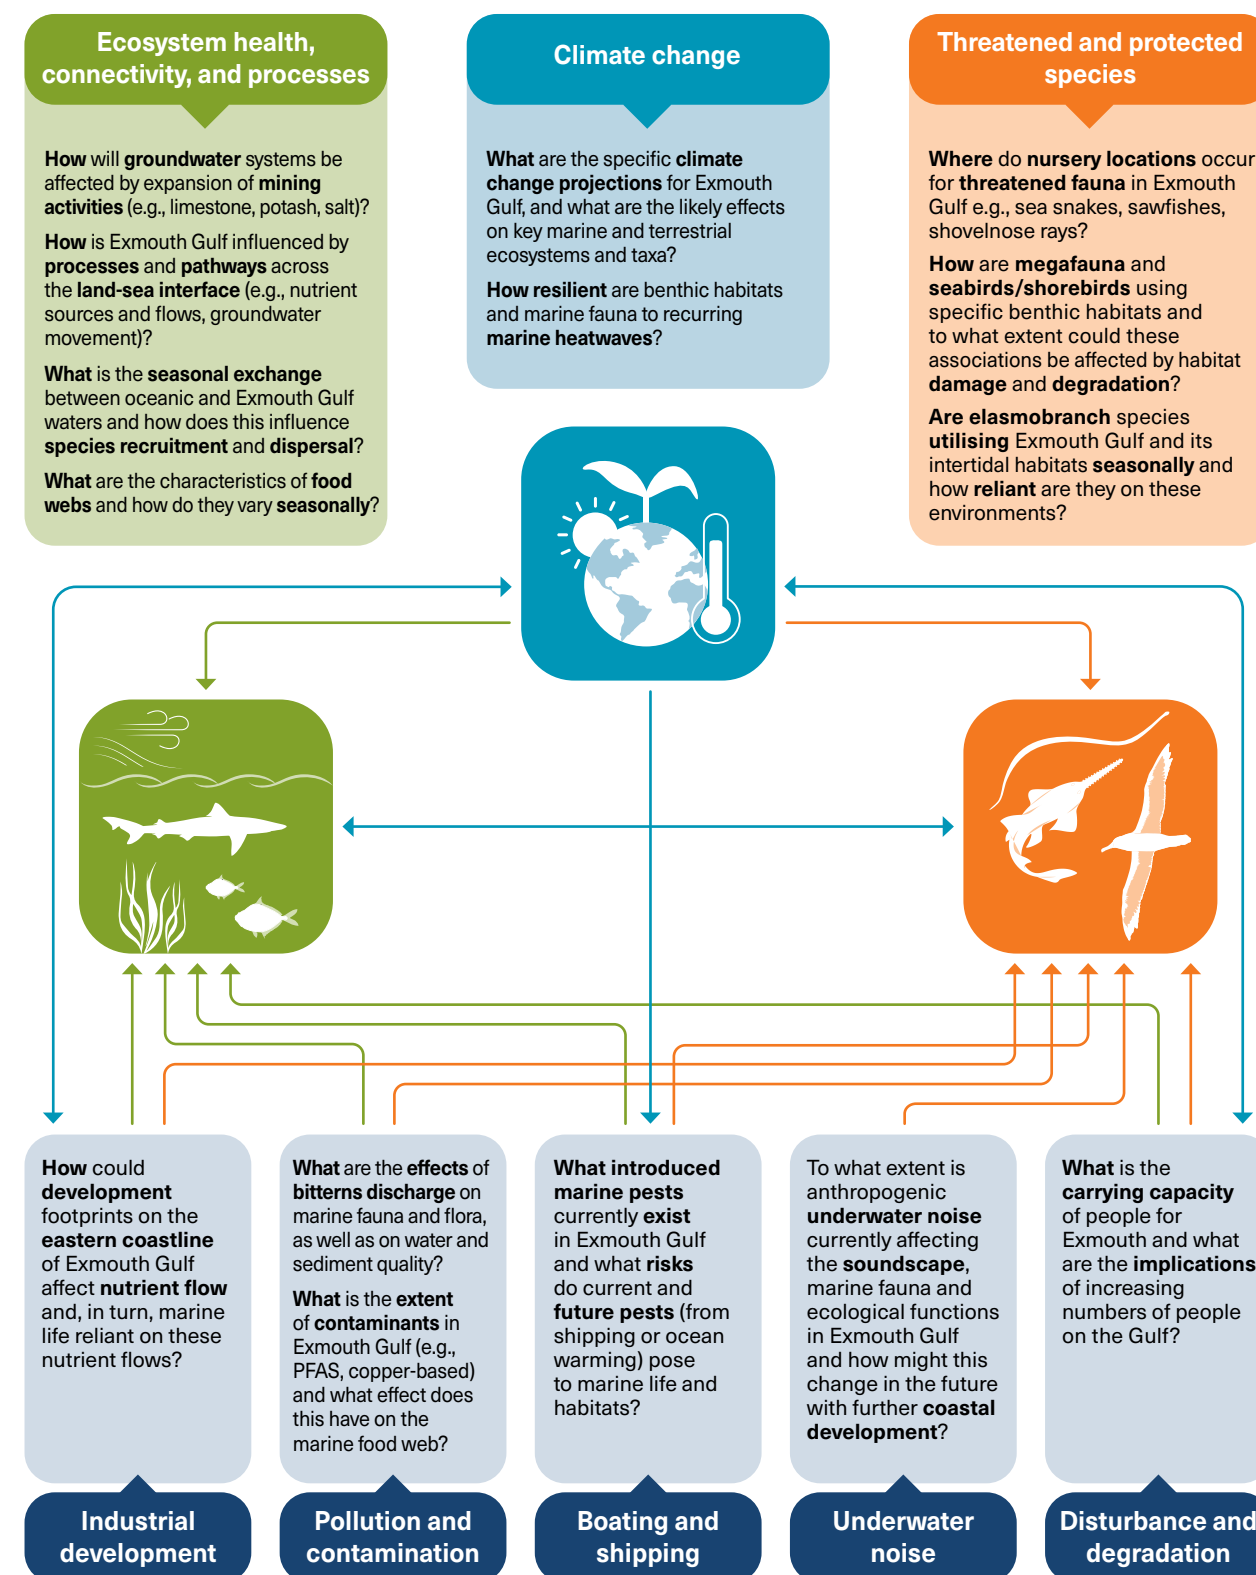 Ecosystem health,
connectivity, and processes
How will groundwater systems be
affected by expansion of mining
activities (e.g., limestone, potash, salt)?
How is Exmouth Gulf influenced by
processes and pathways across
the land-sea interface (e.g., nutrient
sources and flows, groundwater
movement)?
What is the seasonal exchange
between oceanic and Exmouth Gulf
waters and how does this influence
species recruitment and dispersal?
What are the characteristics of food
webs and how do they vary seasonally?
Climate change
What are the specific climate
change projections for Exmouth
Gulf, and what are the likely effects
on key marine and terrestrial
ecosystems and taxa?
How resilient are benthic habitats
and marine fauna to recurring
marine heatwaves?
Threatened and protected
species
Where do nursery locations occur
for threatened fauna in Exmouth
Gulf e.g., sea snakes, sawfishes,
shovelnose rays?
How are megafauna and
seabirds/shorebirds using
specific benthic habitats and
to what extent could these
associations be affected by habitat
damage and degradation?
Are elasmobranch species
utilising Exmouth Gulf and its
intertidal habitats seasonally and
how reliant are they on these
environments?
How could
development
footprints on the
eastern coastline
of Exmouth Gulf
affect nutrient flow
and, in turn, marine
life reliant on these
nutrient flows?
Industrial
development
What are the effects of
bitterns discharge on
marine fauna and flora,
as well as on water and
sediment quality?
What is the extent
of contaminants in
Exmouth Gulf (e.g.,
PFAS, copper-based)
and what effect does
this have on the
marine food web?
Pollution and
contamination
What introduced
marine pests
currently exist
in Exmouth Gulf
and what risks
do current and
future pests (from
shipping or ocean
warming) pose
to marine life and
habitats?
Boating and
shipping
To what extent is
anthropogenic
underwater noise
currently affecting
the soundscape,
marine fauna and
ecological functions
in Exmouth Gulf
and how might this
change in the future
with further coastal
development?
Underwater
noise
What is the
carrying capacity
of people for
Exmouth and what
are the implications
of increasing
numbers of people
on the Gulf?
Disturbance and
degradation